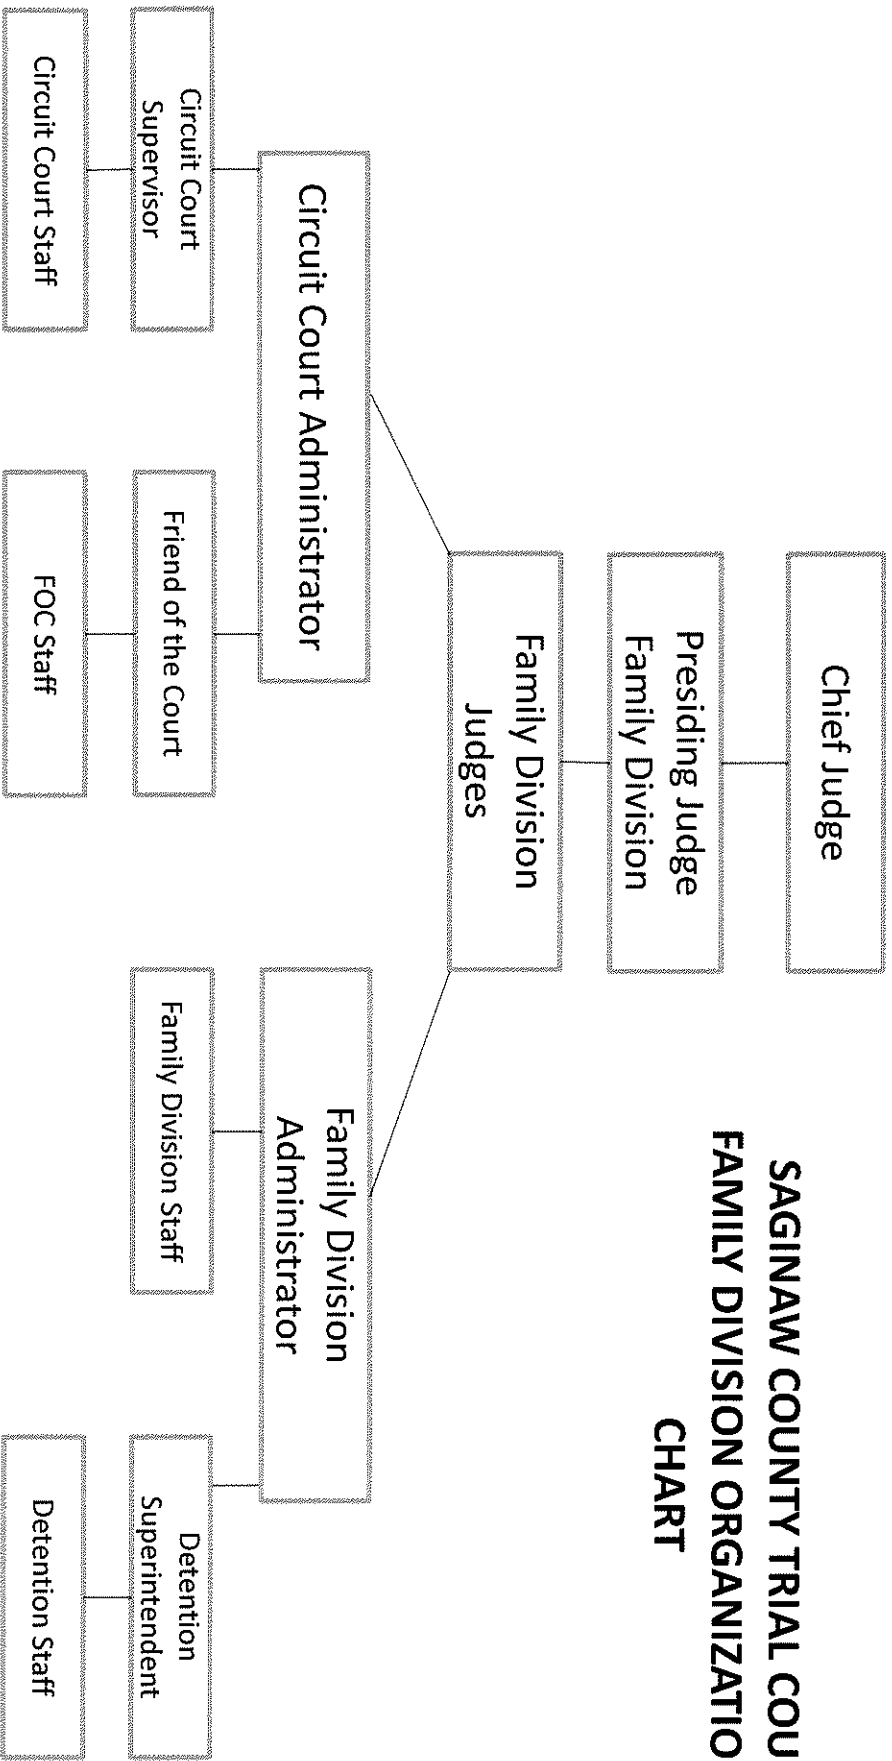 SAGINAW COUNTY TRIAL COU
FAMILY DIVISION ORGANIZATIO
CHART
Chief Judge
Presiding Judge
Family Division
Family Division
Judges
Circuit Court Administrator
Family Division
Administrator
Circuit Court
Supervisor
Friend of the Court
Family Division Staff
Detention
Superintendent
Circuit Court Staff
FOC Staff
Detention Staff